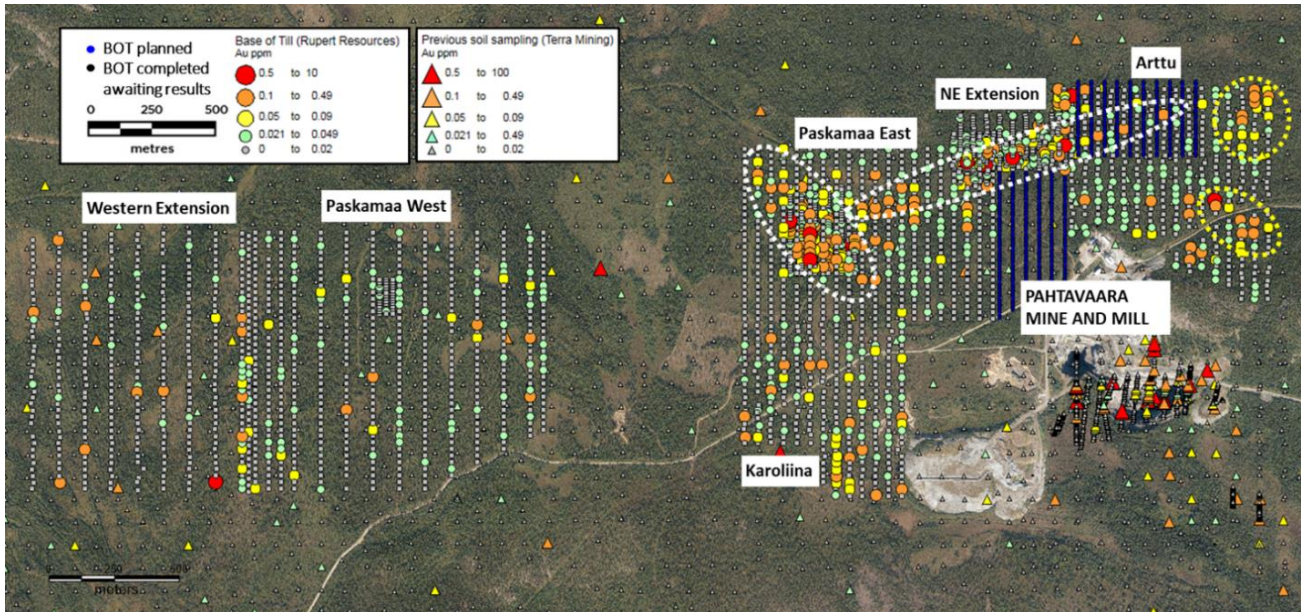 BOT planned
BOT completed
awaiting results
0 250 500
metres
Base of Till (Rupert Resources)
Au ppm
0.5 to 10
0.1 to 0.49
0.05 to 0.09
0.021 to 0.049
0 to 0.02
Previous soil sampling (Terra Mining)
Au ppm
0.5 to 100
0.1 to 0.49
0.05 to 0.09
0.021 to 0.49
0 to 0.02
Arttu
NE Extension
Paskamaa East
Western Extension
Paskamaa West
PAHTAVAARA
MINE AND MILL
Karoliina
0 250
meters